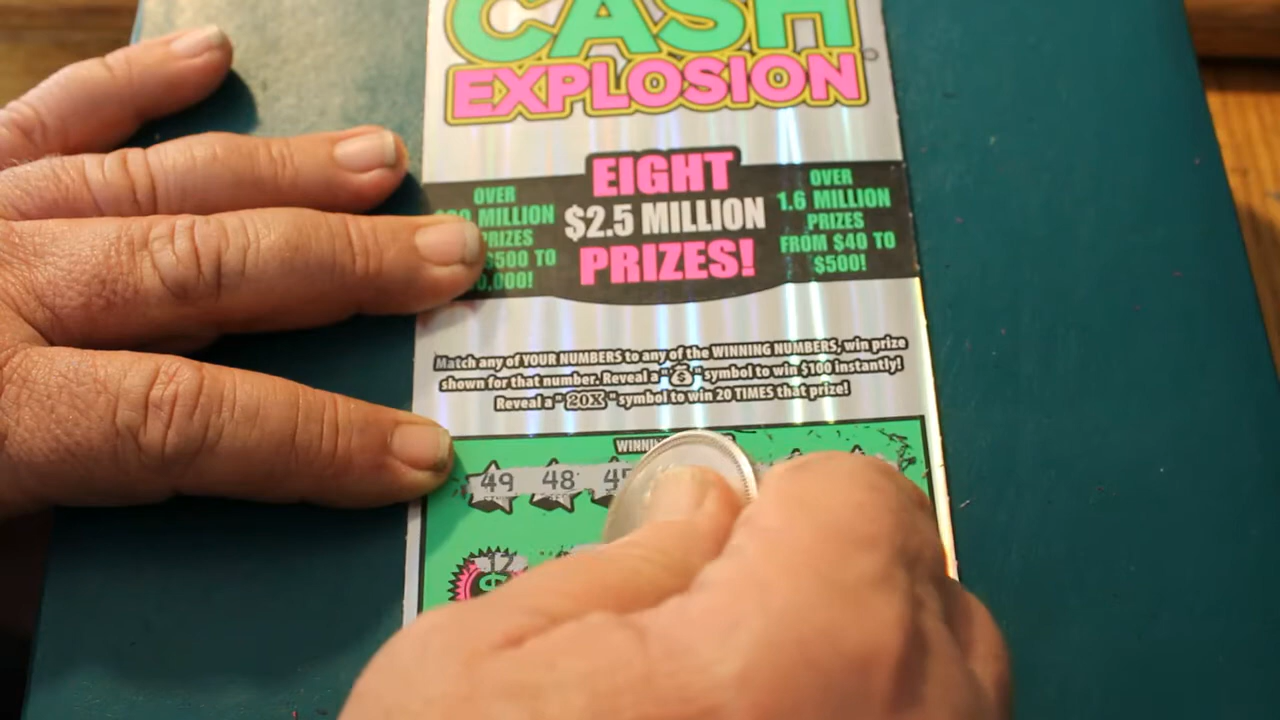 CASH
EXPLOSION
EIGHT
$2.5 MILLION
PRIZES!
OVER
MILLION
PRIZES
$500 TO
OVER
1.6 MILLION
PRIZES
FROM $40 TO
$500!
Match any of YOUR NUMBERS to any of the WINNING NUMBERS, win prize
shown for that number. Reveal a " $ " symbol to win $100 instantly!
Reveal a " 20X " symbol to win 20 TIMES that prize!
49 48
12
$